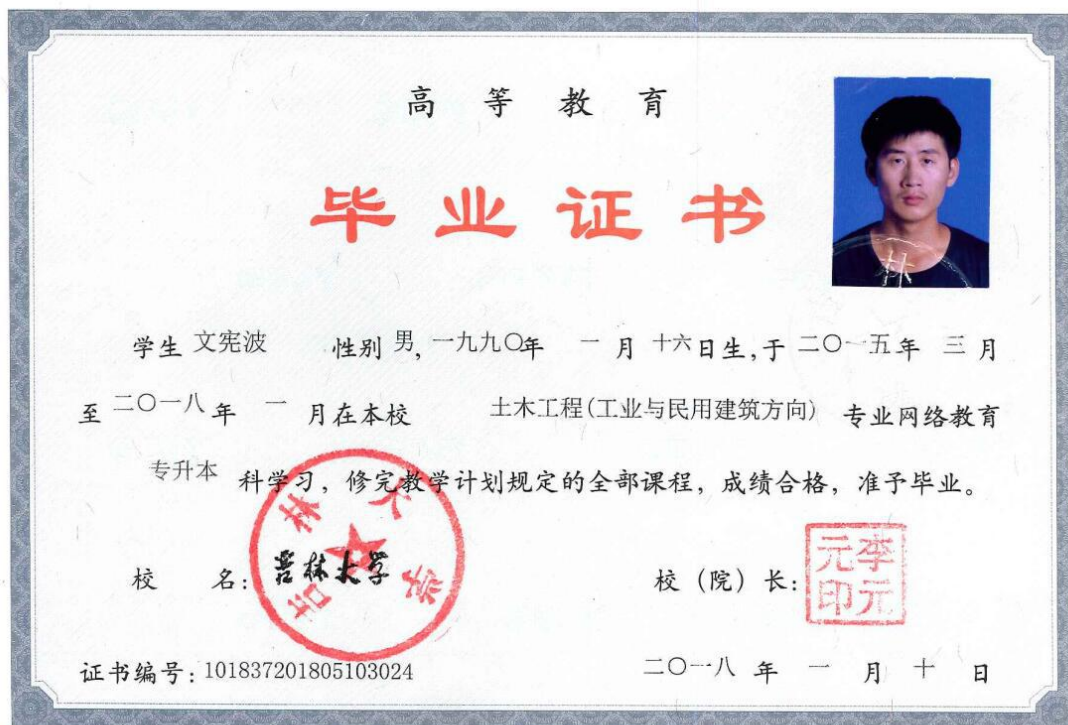 高等教育
毕业证书
学生 文宪波 性别 男, 一九九〇年 一 月 十六日生,于 二〇一五年 三 月
至 二〇一八 年 一 月在本校 土木工程(工业与民用建筑方向) 专业网络教育
专升本 科学习，修完教学计划规定的全部课程，成绩合格，准予毕业。
校 名: 吉林大学
吉林大学
校（院）长:
李元元印
证书编号: 101837201805103024
二〇一八 年 一 月 十 日
林